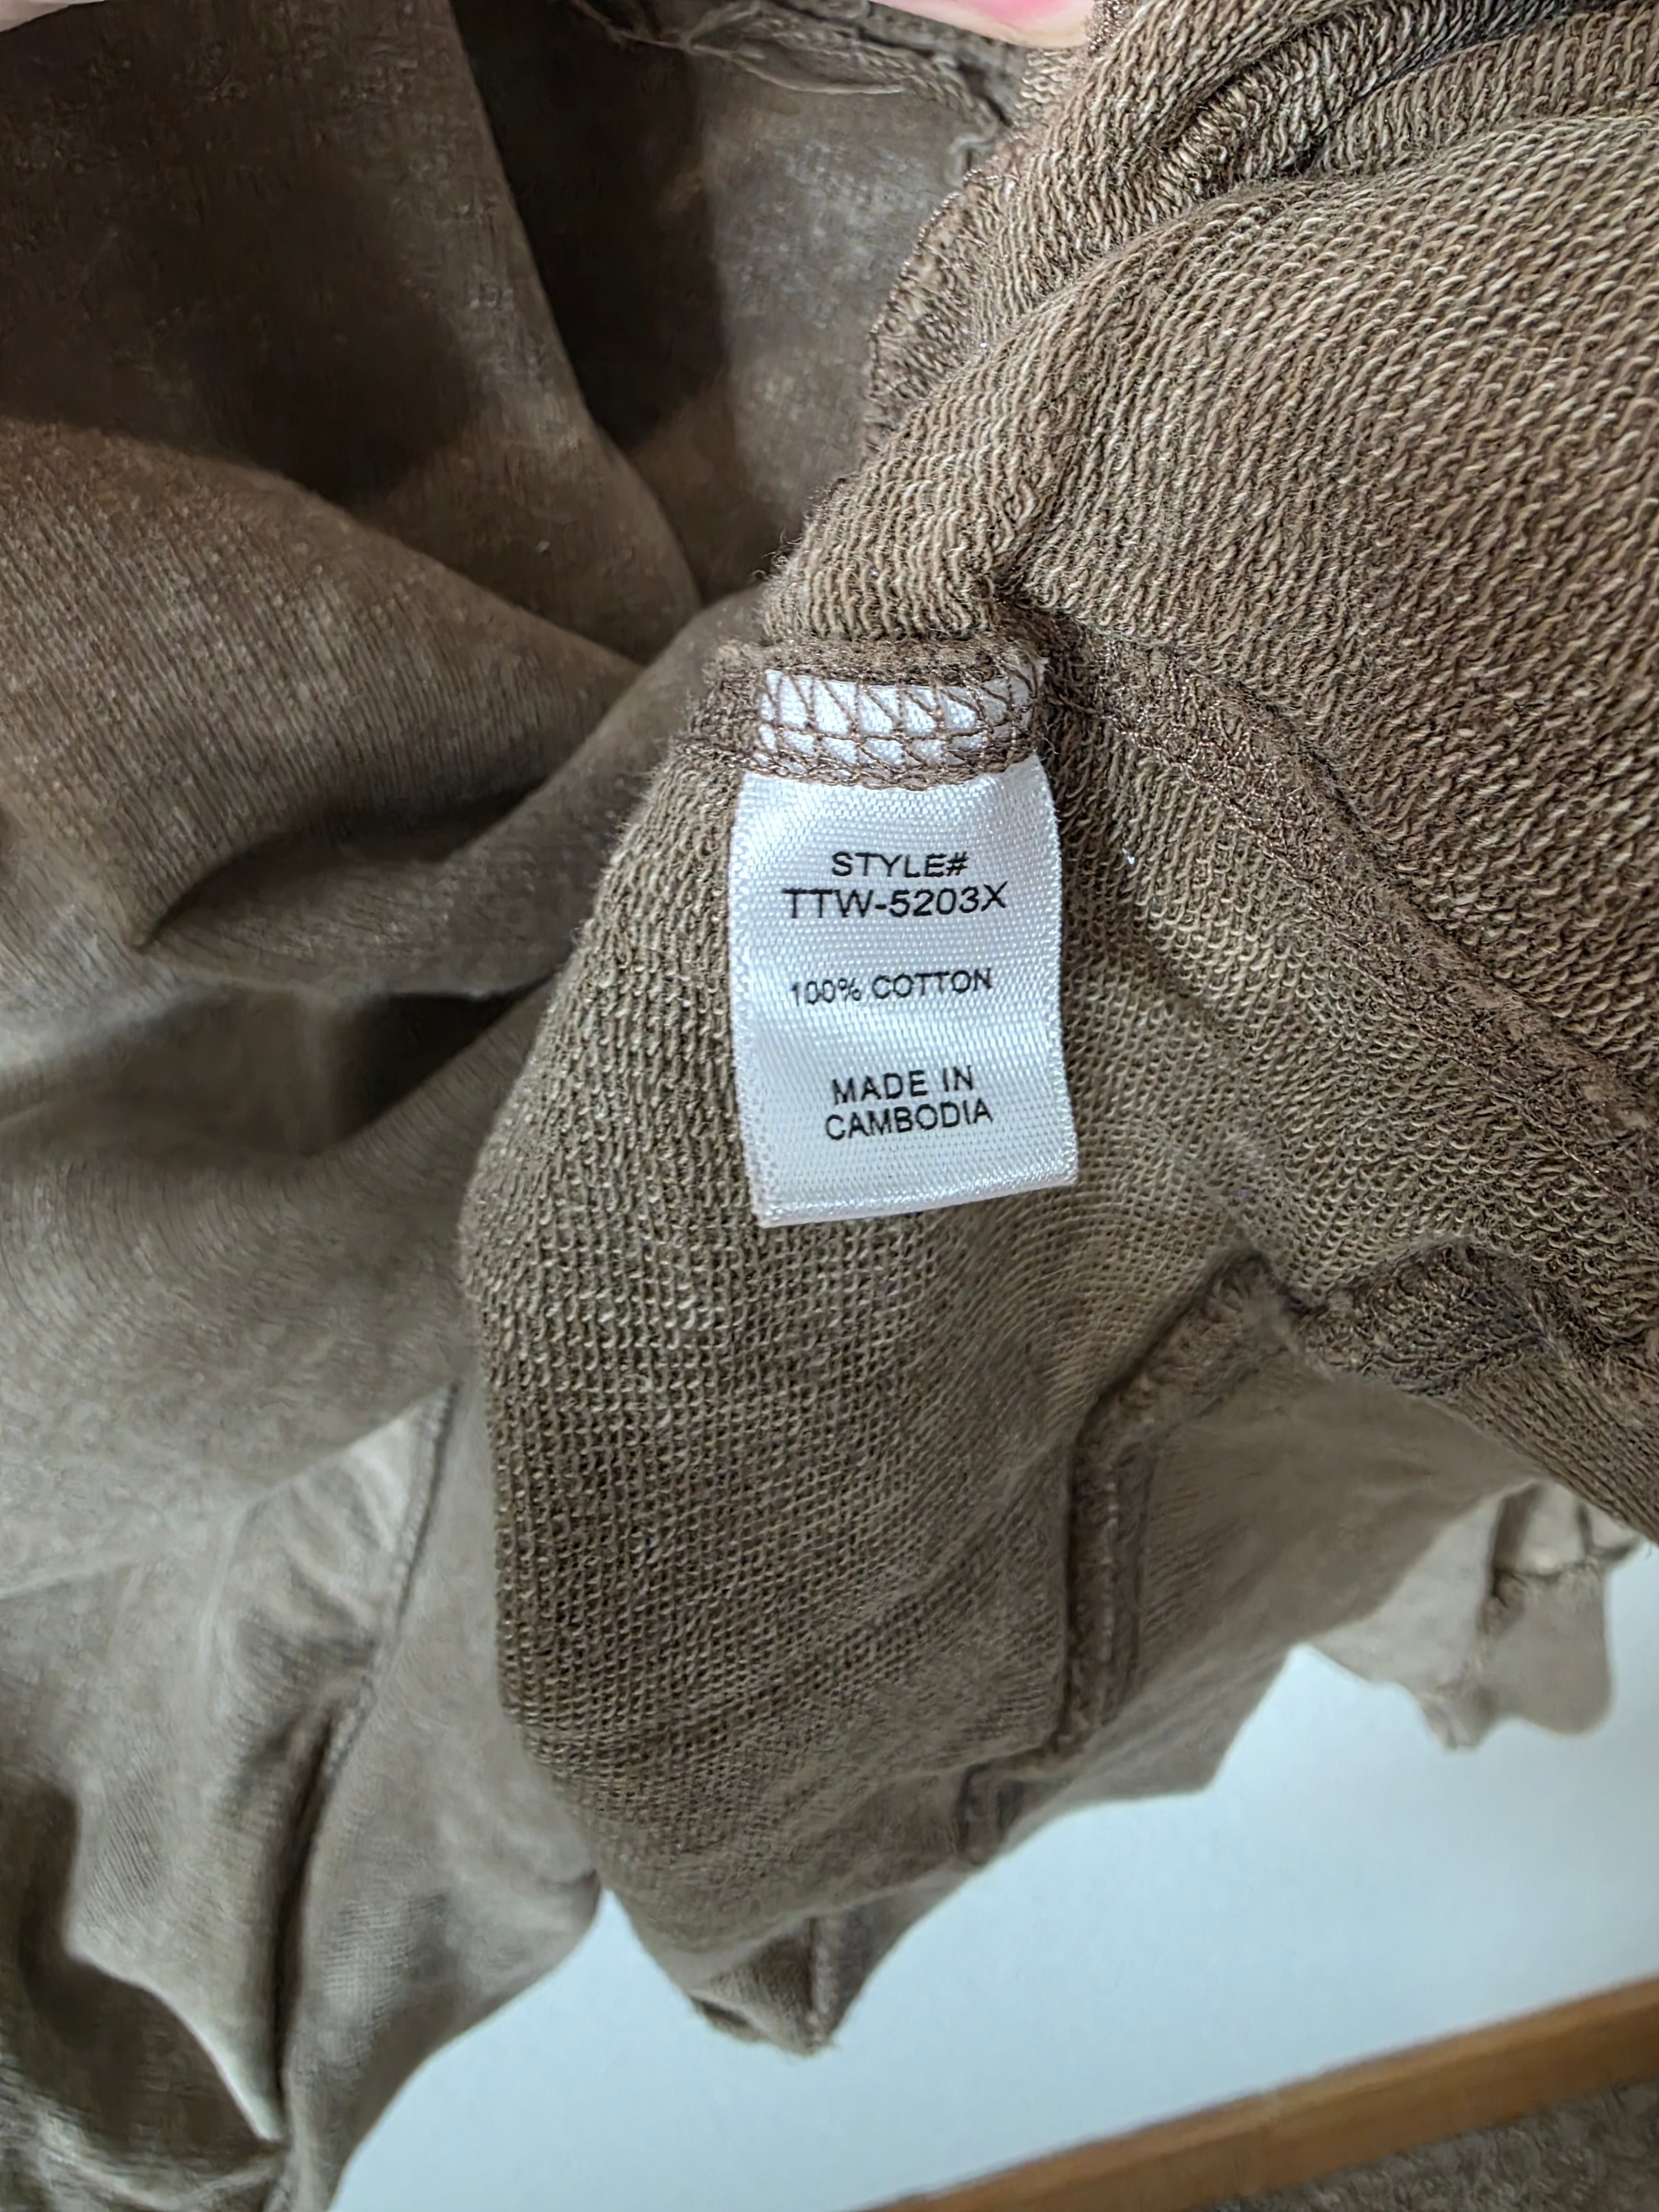 STYLE#
TTW-5203X
100% COTTON
MADE IN
CAMBODIA